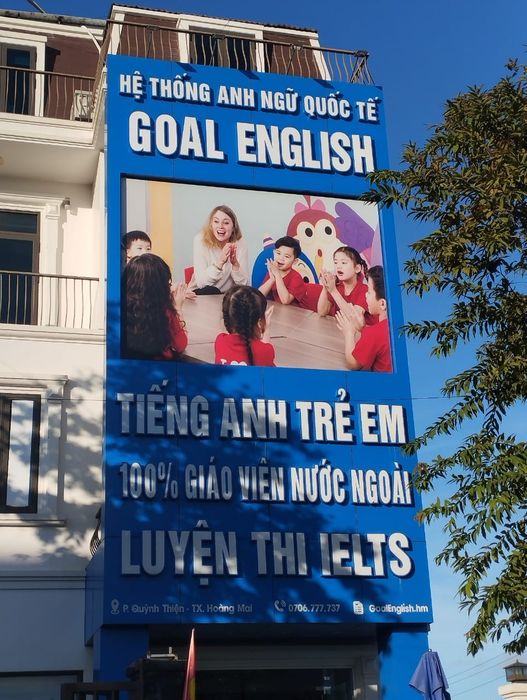 HỆ THỐNG ANH NGỮ QUỐC TẾ
GOAL ENGLISH
TIẾNG ANH TRẺ EM
100% GIÁO VIÊN NƯỚC NGOÀI
LUYỆN THI IELTS
P. Quỳnh Thiện - TX. Hoàng Mai 0706.777.737 GoalEnglish.hm